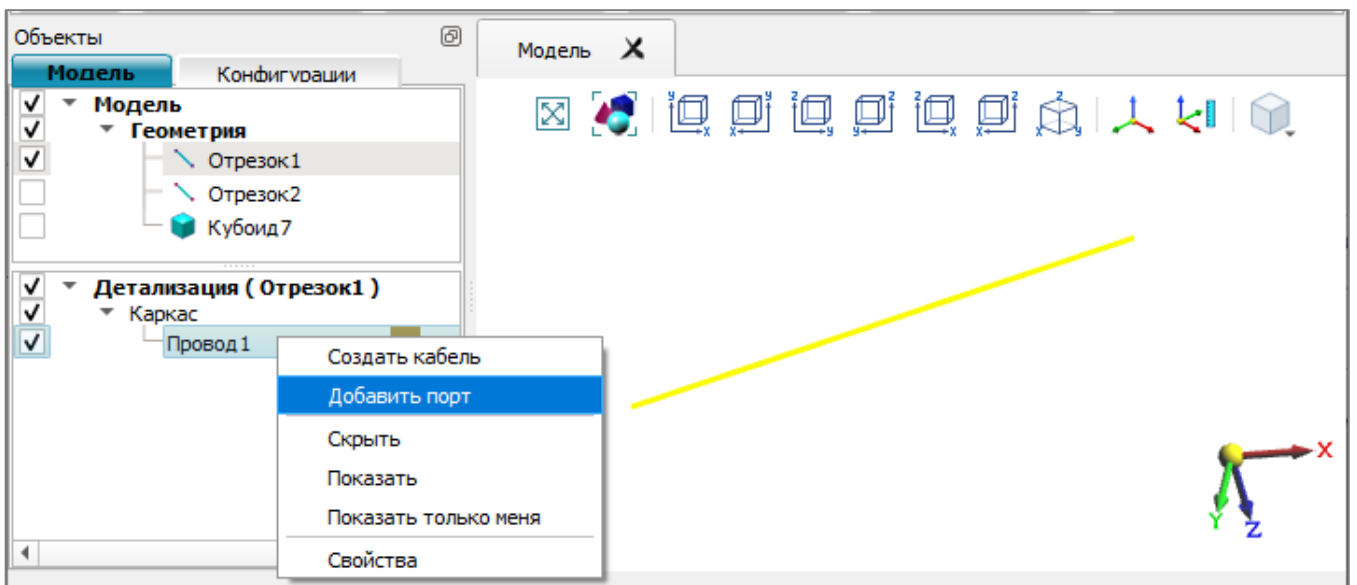 Объекты
Модель
Конфигурации
Модель
Геометрия
Отрезок1
Отрезок2
Кубоид7
Детализация ( Отрезок1 )
Каркас
Провод1
Создать кабель
Добавить порт
Скрыть
Показать
Показать только меня
Свойства
Модель
y x
x y
z y
y z
z x
x z
z x y
X
Y
Z